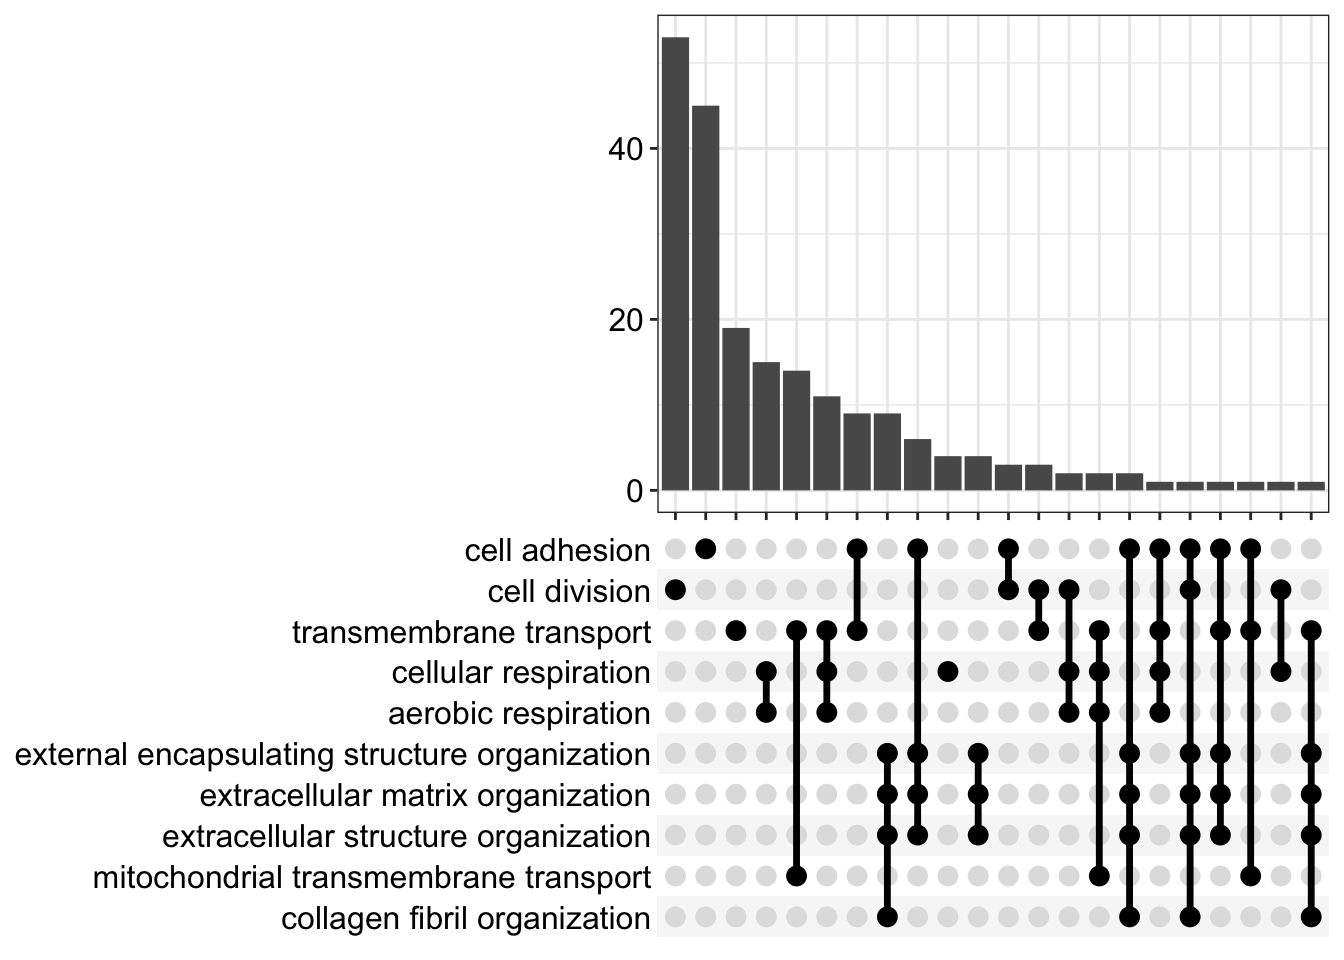 40
20
0
cell adhesion
cell division
transmembrane transport
cellular respiration
aerobic respiration
external encapsulating structure organization
extracellular matrix organization
extracellular structure organization
mitochondrial transmembrane transport
collagen fibril organization